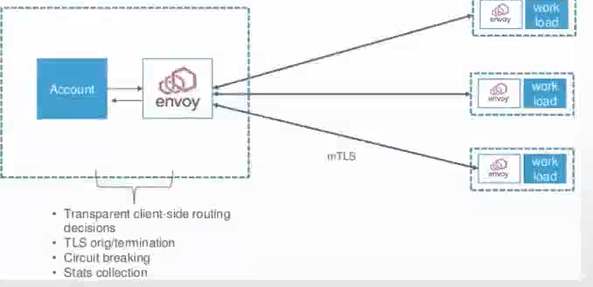 envoy
work
load
Account
envoy
envoy
work
load
mTLS
envoy
work
load
• Transparent client-side routing
decisions
• TLS orig/termination
• Circuit breaking
• Stats collection